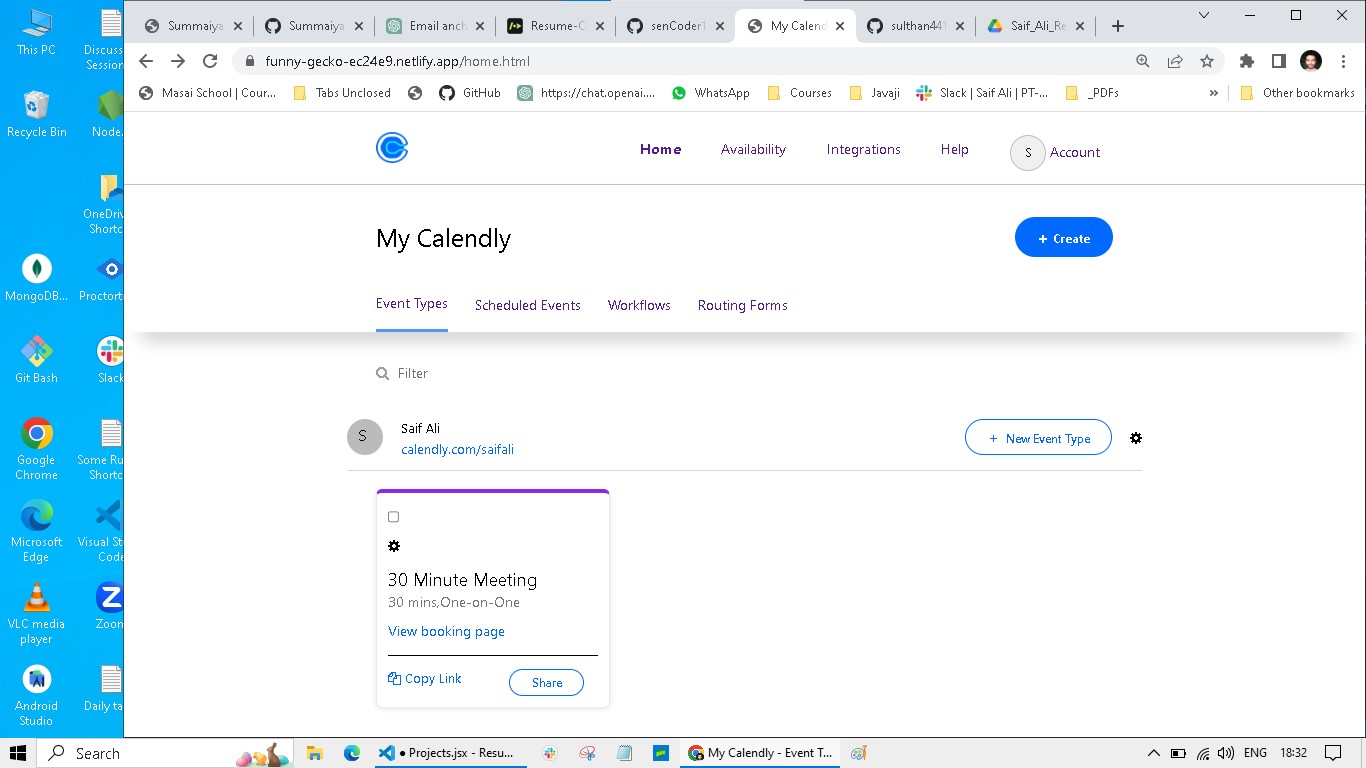 This PC
Discuss
Session
Recycle Bin
Node.
OneDriv
Shortc
MongoDB...
Proctort
Git Bash
Slack
Google
Chrome
Some Ru
Shortc
Microsoft
Edge
Visual St
Code
VLC media
player
Zoom
Android
Studio
Daily ta
Summaiya
Summaiya
Email anch
Resume-C
senCoder1
My Calend
sulthan441
Saif_Ali_Re
funny-gecko-ec24e9.netlify.app/home.html
Masai School | Cour...
Tabs Unclosed
GitHub
https://chat.openai....
WhatsApp
Courses
Javaji
Slack | Saif Ali | PT-...
_PDFs
»
Other bookmarks
Home
Availability
Integrations
Help
S
Account
My Calendly
+ Create
Event Types
Scheduled Events
Workflows
Routing Forms
Filter
S
Saif Ali
calendly.com/saifali
+ New Event Type
30 Minute Meeting
30 mins,One-on-One
View booking page
Copy Link
Share
Search
● Projects.jsx - Resu...
My Calendly - Event T...
ENG
18:32